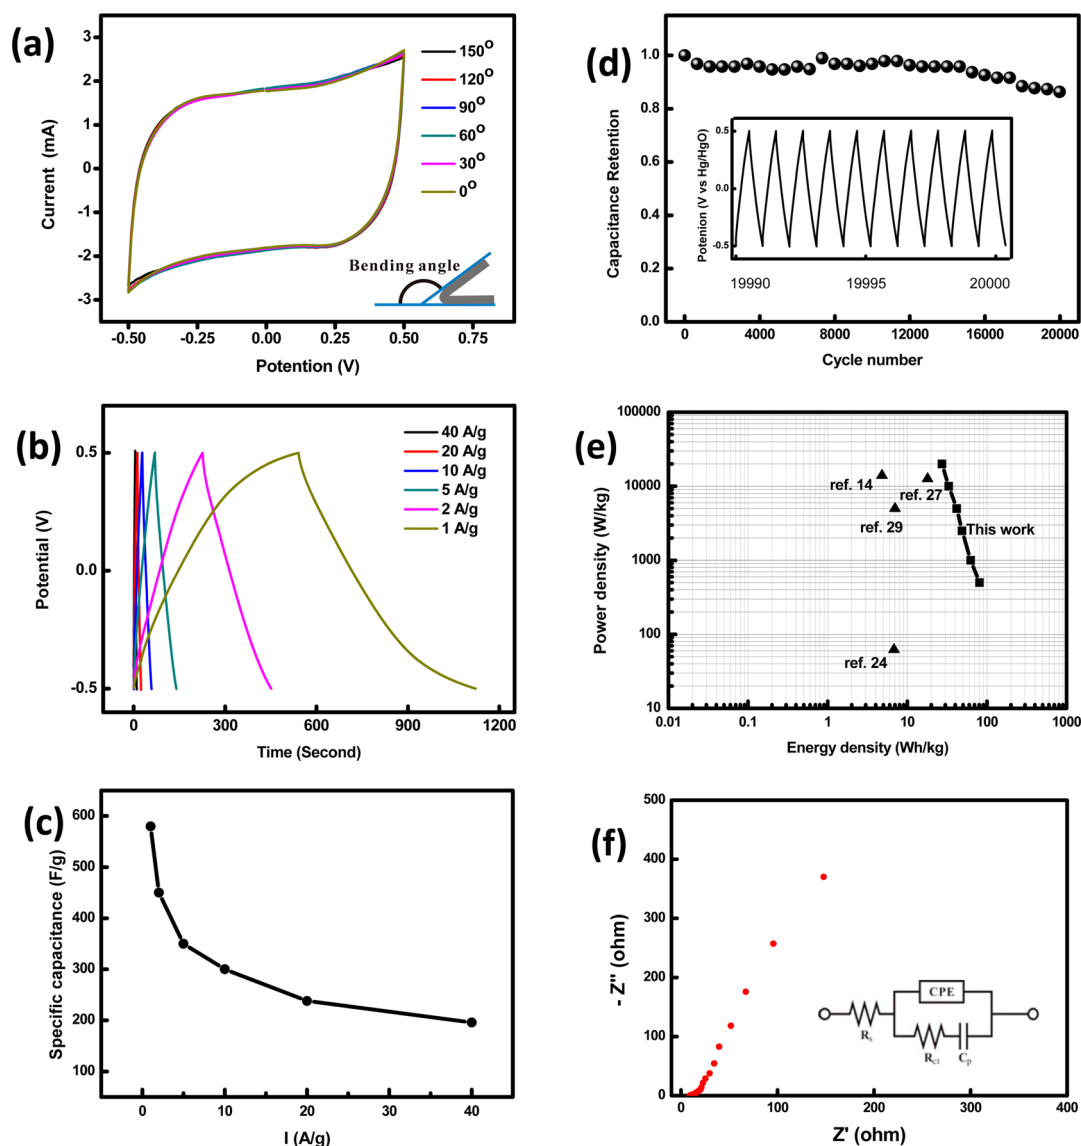 (a)
3
2
1
0
-1
-2
-3
Current (mA)
-0.50
-0.25
0.00
0.25
0.50
0.75
Potention (V)
150°
120°
90°
60°
30°
0°
Bending angle
(d)
1.0
0.8
0.6
0.4
0.2
0.0
Capacitance Retention
0
4000
8000
12000
16000
20000
Cycle number
0.5
0.0
-0.5
Potenion (V vs Hg/HgO)
19990
19995
20000
(b)
0.5
0.0
-0.5
Potential (V)
0
300
600
900
1200
Time (Second)
40 A/g
20 A/g
10 A/g
5 A/g
2 A/g
1 A/g
(e)
100000
10000
1000
100
10
Power density (W/kg)
0.01
0.1
1
10
100
1000
Energy density (Wh/kg)
ref. 14
ref. 27
ref. 29
This work
ref. 24
(c)
600
500
400
300
200
100
Specific capacitance (F/g)
0
10
20
30
40
I (A/g)
(f)
500
400
300
200
100
0
- Z'' (ohm)
0
100
200
300
400
Z' (ohm)
CPE
Rs
Rct
Cp